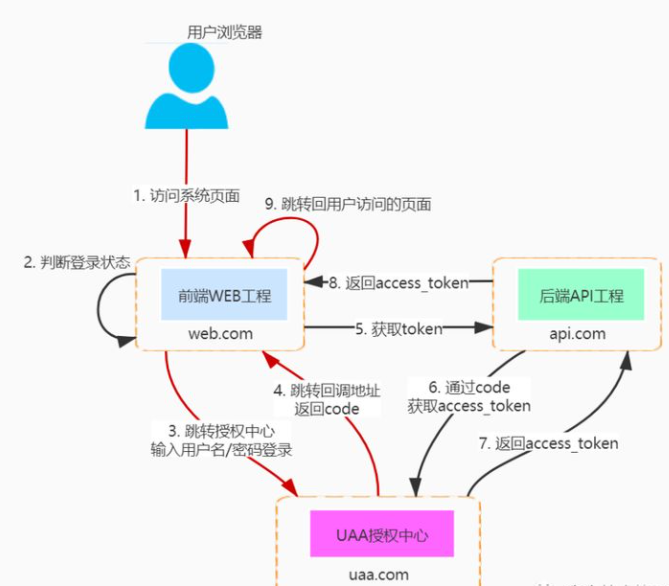 用户浏览器
1. 访问系统页面
9. 跳转回用户访问的页面
2. 判断登录状态
前端WEB工程
web.com
8. 返回access_token
后端API工程
api.com
5. 获取token
4. 跳转回调地址
返回code
6. 通过code
获取access_token
3. 跳转授权中心
输入用户名/密码登录
7. 返回access_token
UAA授权中心
uaa.com